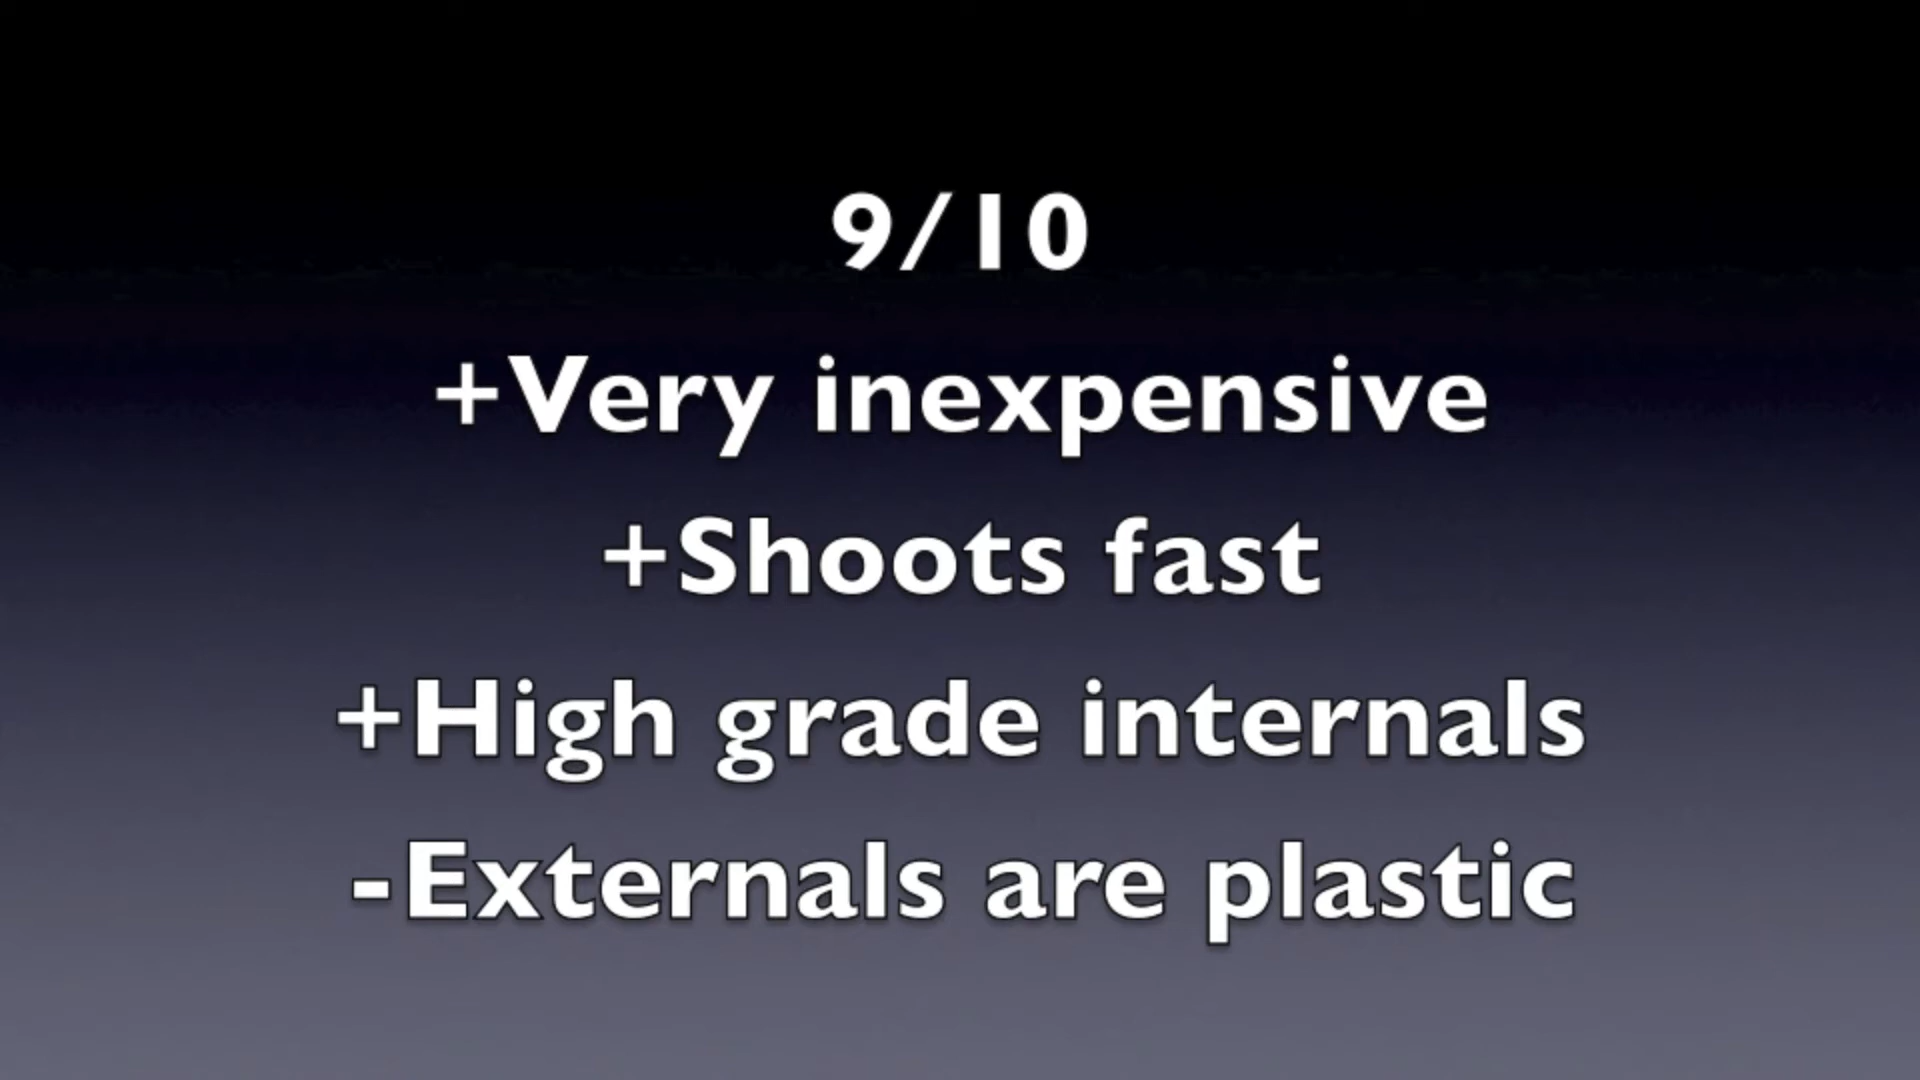 9/10
+Very inexpensive
+Shoots fast
+High grade internals
-Externals are plastic